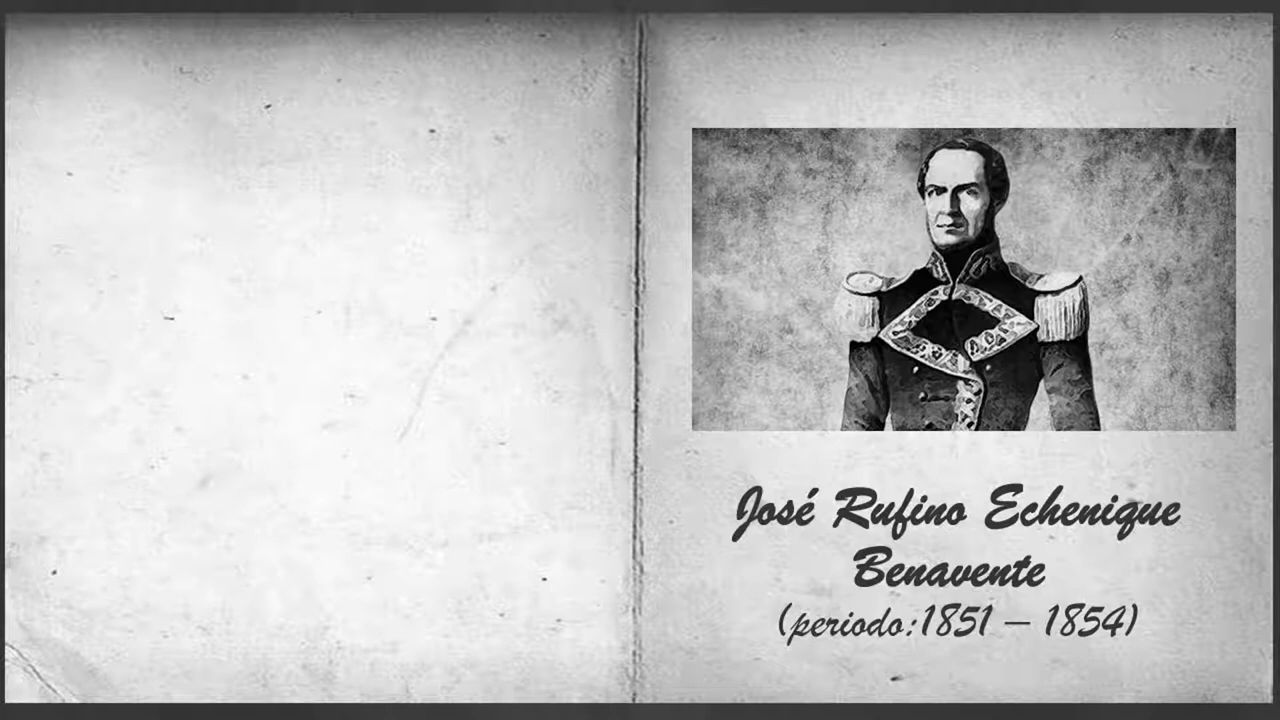 José Rufino Echenique
Benavente
(periodo:1851 – 1854)